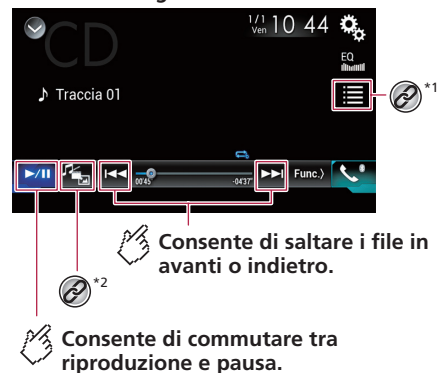 CD
1/1
Ven 10 44
EQ
Traccia 01
*1
00'45"
-04'37"
Func.
Consente di saltare i file in
avanti o indietro.
*2
Consente di commutare tra
riproduzione e pausa.